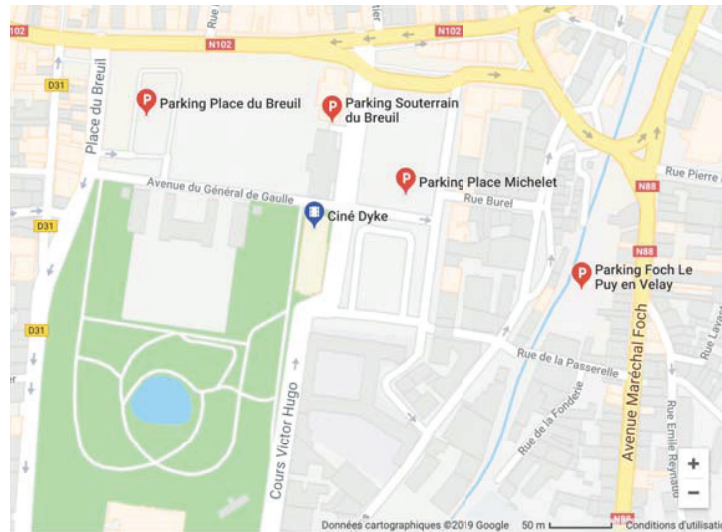 N102
N102
N102
D31
Place du Breuil
Parking Place du Breuil
Parking Souterrain
du Breuil
Parking Place Michelet
Rue Pierre
N88
Avenue du Général de Gaulle
Rue Burel
Ciné Dyke
D31
N88
Parking Foch Le
Puy en Velay
D31
Rue de la Passerelle
Avenue Maréchal Foch
Cours Victor Hugo
Rue de la Fonderie
Rue Emile Reynaud
+
−
N88
Données cartographiques ©2019 Google
50 m
Conditions d'utilisati